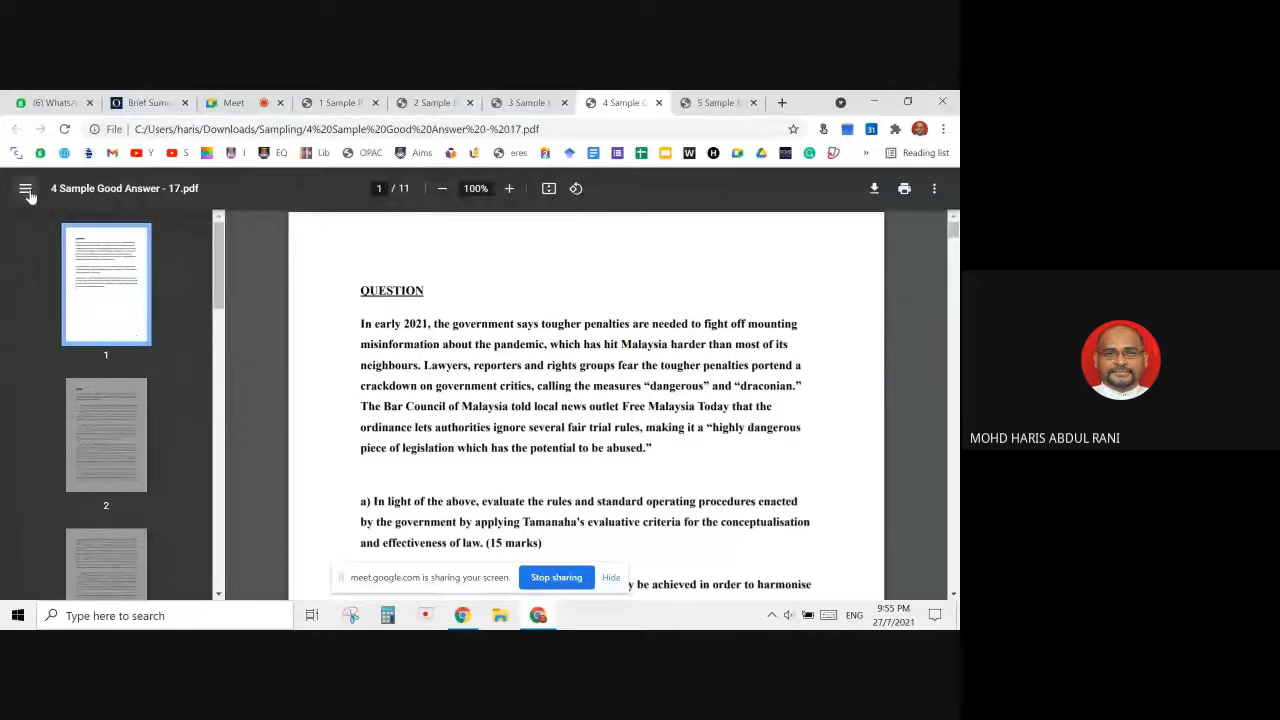 (6) WhatsA
Brief Sumo
Meet
1 Sample B
2 Sample B
3 Sample
4 Sample G
5 Sample
File
C:/Users/haris/Downloads/Sampling/4%20Sample%20Good%20Answer%20-%2017.pdf
Y
S
I
EQ
Lib
OPAC
Aims
eres
W
H
»
Reading list
4 Sample Good Answer - 17.pdf
1 / 11
100%
QUESTION
In early 2021, the government says tougher penalties are needed to fight off mounting
misinformation about the pandemic, which has hit Malaysia harder than most of its
neighbours. Lawyers, reporters and rights groups fear the tougher penalties portend a
crackdown on government critics, calling the measures “dangerous” and “draconian.”
The Bar Council of Malaysia told local news outlet Free Malaysia Today that the
ordinance lets authorities ignore several fair trial rules, making it a “highly dangerous
piece of legislation which has the potential to be abused.”
a) In light of the above, evaluate the rules and standard operating procedures enacted
by the government by applying Tamanaha's evaluative criteria for the conceptualisation
and effectiveness of law. (15 marks)
y be achieved in order to harmonise
1
2
meet.google.com is sharing your screen.
Stop sharing
Hide
Type here to search
ENG
9:55 PM
27/7/2021
MOHD HARIS ABDUL RANI